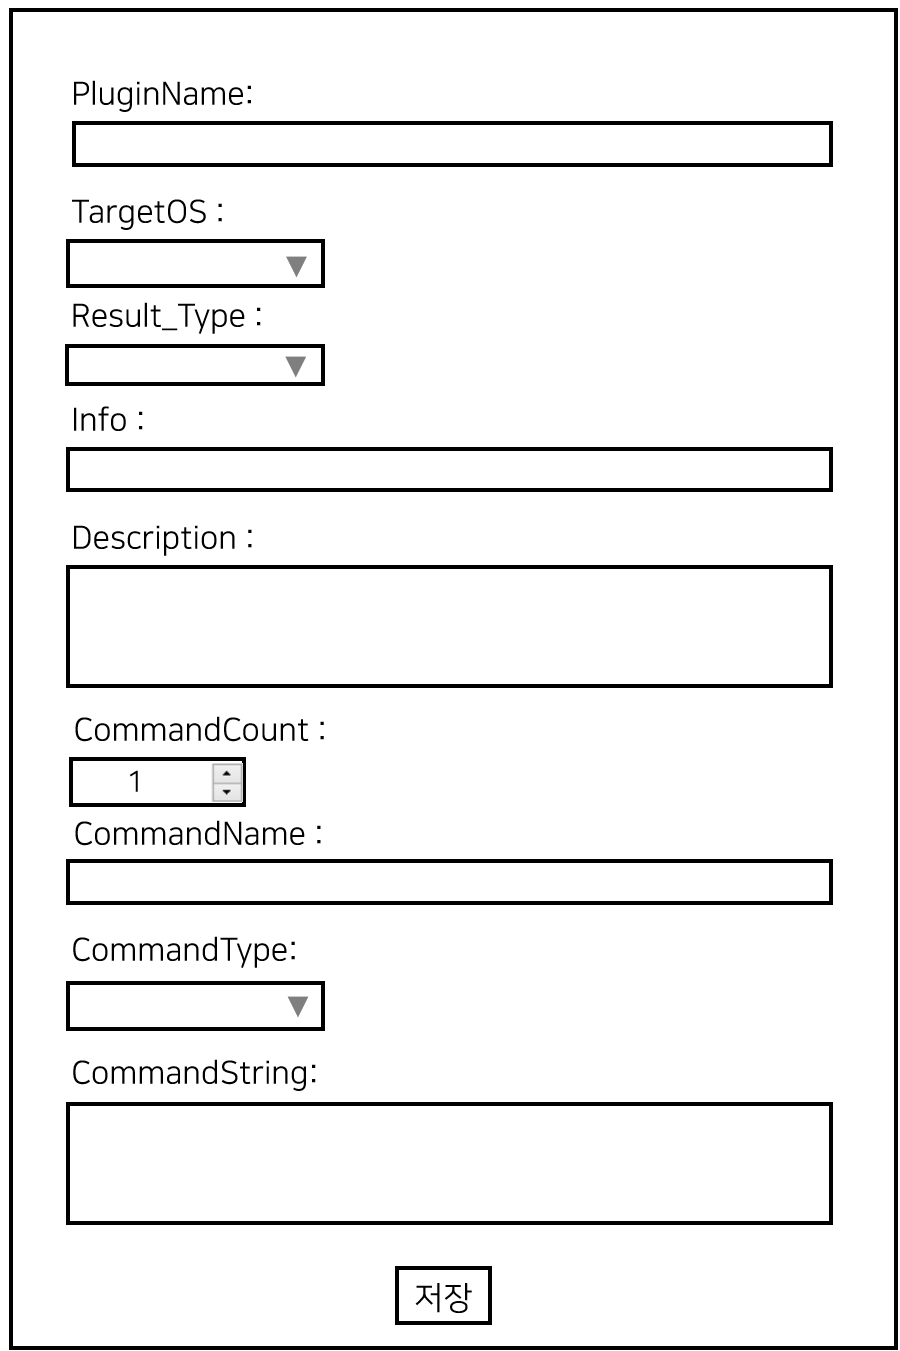 PluginName:
TargetOS :
▼
Result_Type :
▼
Info :
Description :
CommandCount :
1
CommandName :
CommandType:
▼
CommandString:
저장